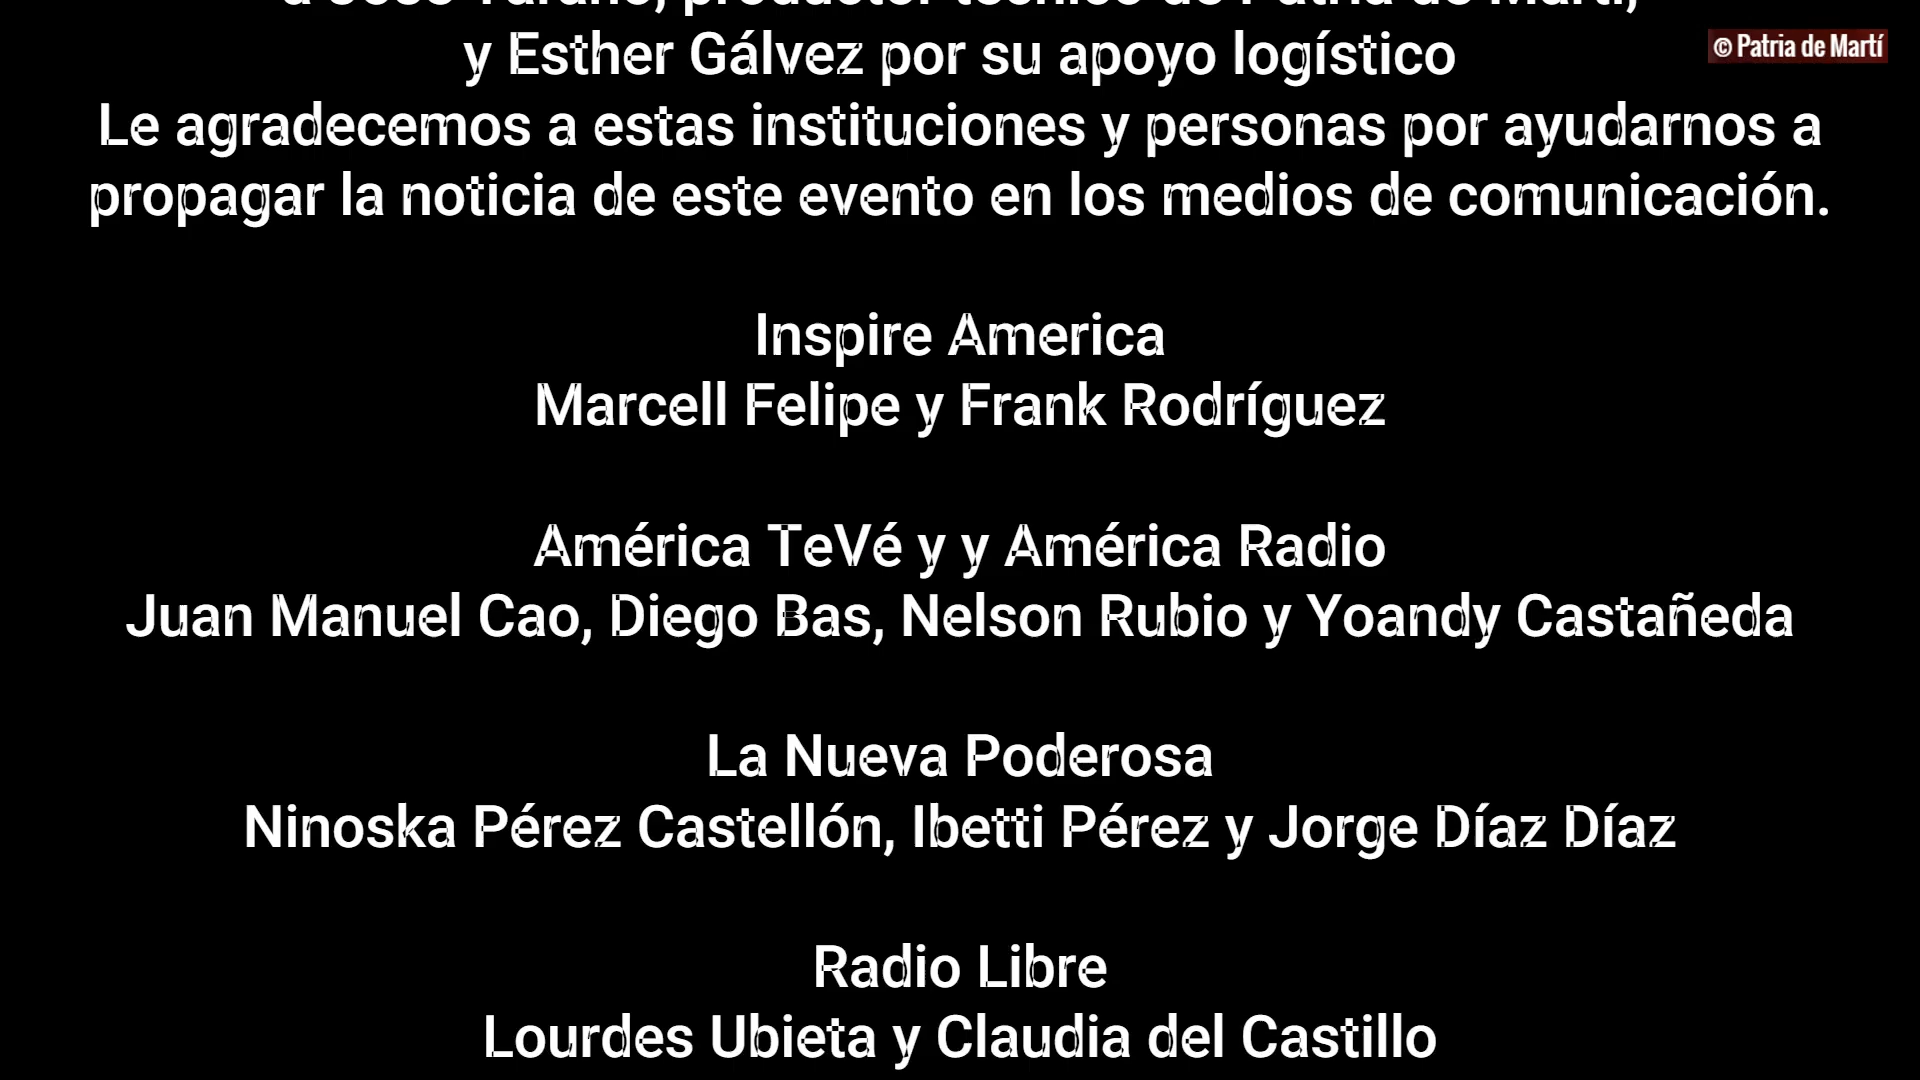 y Esther Gálvez por su apoyo logístico
© Patria de Martí
Le agradecemos a estas instituciones y personas por ayudarnos a
propagar la noticia de este evento en los medios de comunicación.
Inspire America
Marcell Felipe y Frank Rodríguez
América TeVé y y América Radio
Juan Manuel Cao, Diego Bas, Nelson Rubio y Yoandy Castañeda
La Nueva Poderosa
Ninoska Pérez Castellón, Ibetti Pérez y Jorge Díaz Díaz
Radio Libre
Lourdes Ubieta y Claudia del Castillo